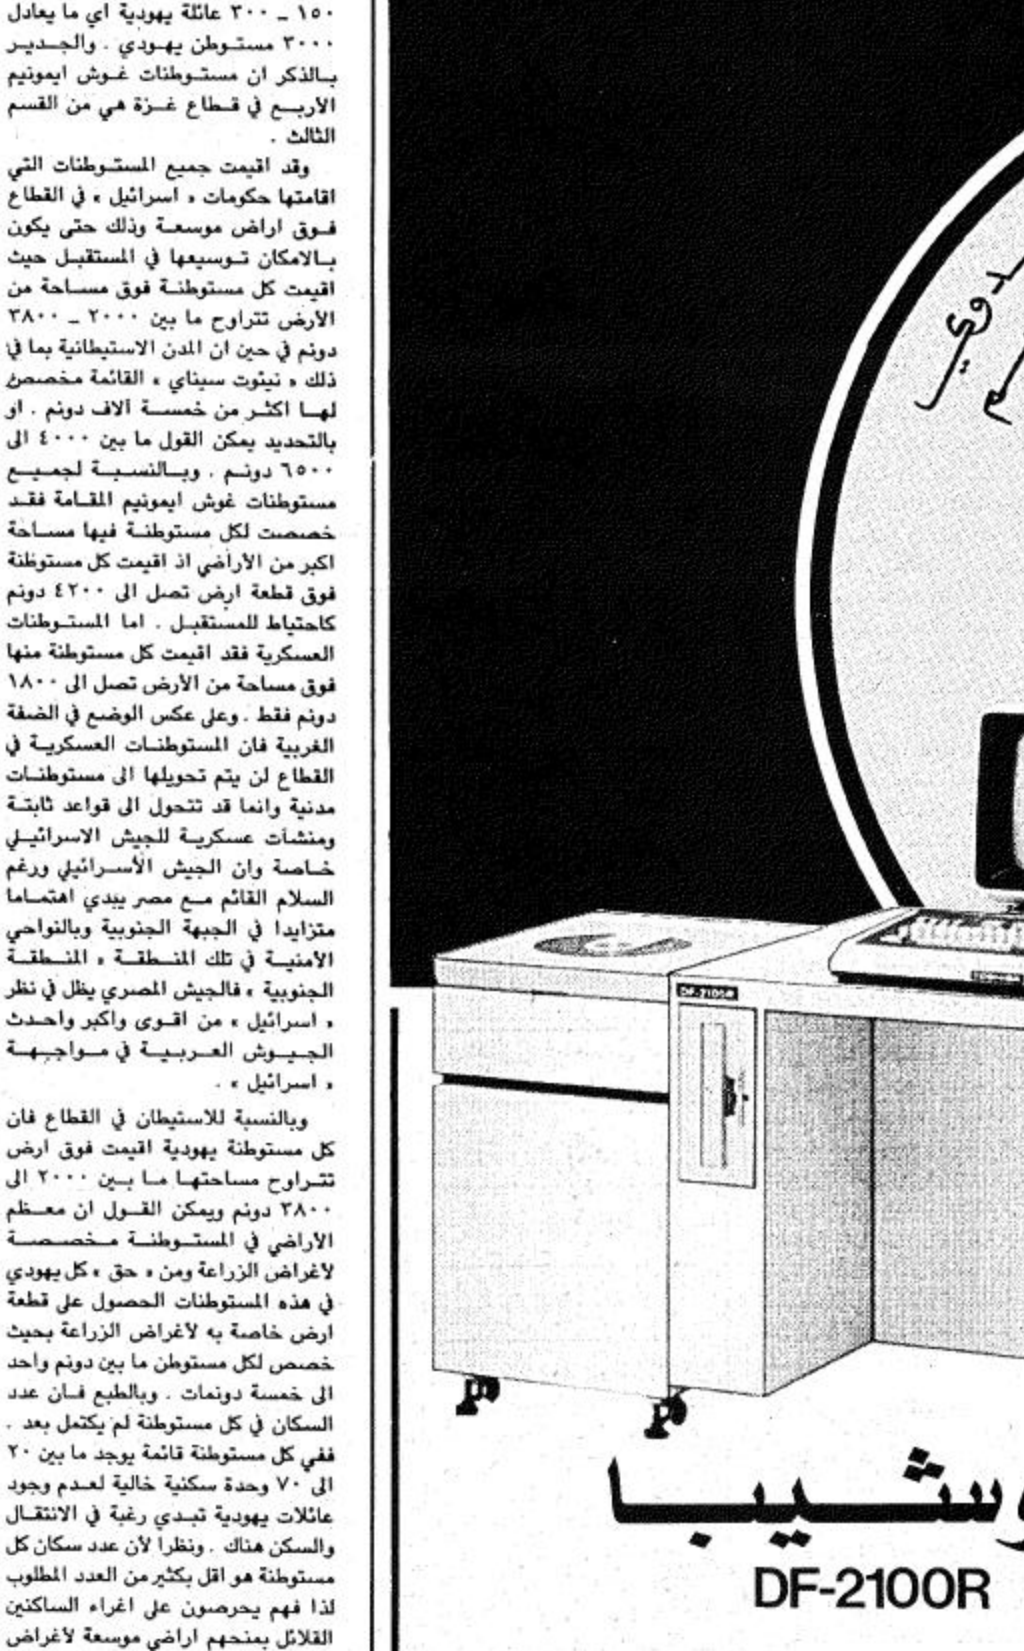 ١٥٠ ــ ٣٠٠ عائلة يهودية اي ما يعادل
٣٠٠٠ مستوطن يهودي . والجدير
بالذكر ان مستوطنات غوش ايمونيم
الأربع في قطاع غزة هي من القسم
الثالث .
وقد اقيمت جميع المستوطنات التي
اقامتها حكومات « اسرائيل » في القطاع
فوق اراض موسعة وذلك حتى يكون
بالامكان توسيعها في المستقبل حيث
اقيمت كل مستوطنة فوق مساحة من
الأرض تتراوح ما بين ٢٠٠٠ ــ ٣٨٠٠
دونم في حين ان المدن الاستيطانية بما في
ذلك « نيئوت سيناي » القائمة مخصص
لها اكثر من خمسة آلاف دونم . او
بالتحديد يمكن القول ما بين ٤٠٠٠ الى
٦٥٠٠ دونم . وبالنسبة لجميع
مستوطنات غوش ايمونيم المقامة فقد
خصصت لكل مستوطنة فيها مساحة
اكبر من الأراضي اذ اقيمت كل مستوطنة
فوق قطعة ارض تصل الى ٤٢٠٠ دونم
كاحتياط للمستقبل . اما المستوطنات
العسكرية فقد اقيمت كل مستوطنة منها
فوق مساحة من الأرض تصل الى ١٨٠٠
دونم فقط . وعلى عكس الوضع في الضفة
الغربية فان المستوطنات العسكرية في
القطاع لن يتم تحويلها الى مستوطنات
مدنية وانما قد تتحول الى قواعد ثابتة
ومنشآت عسكرية للجيش الاسرائيلي
خاصة وان الجيش الأسرائيلي ورغم
السلام القائم مع مصر يبدي اهتماما
متزايدا في الجبهة الجنوبية وبالنواحي
الأمنية في تلك المنطقة « المنطقة
الجنوبية » فالجيش المصري يظل في نظر
« اسرائيل » من اقوى واكبر واحدث
الجيوش العربية في مواجهة
« اسرائيل » .
وبالنسبة للاستيطان في القطاع فان
كل مستوطنة يهودية اقيمت فوق ارض
تتراوح مساحتها ما بين ٢٠٠٠ الى
٣٨٠٠ دونم ويمكن القول ان معظم
الأراضي في المستوطنة مخصصة
لأغراض الزراعة ومن « حق » كل يهودي
في هذه المستوطنات الحصول على قطعة
ارض خاصة به لأغراض الزراعة بحيث
خصص لكل مستوطن ما بين دونم واحد
الى خمسة دونمات . وبالطبع فان عدد
السكان في كل مستوطنة لم يكتمل بعد .
ففي كل مستوطنة قائمة يوجد ما بين ٢٠
الى ٧٠ وحدة سكنية خالية لعدم وجود
عائلات يهودية تبدي رغبة في الانتقال
والسكن هناك . ونظرا لأن عدد سكان كل
مستوطنة هو اقل بكثير من العدد المطلوب
لذا فهم يحرصون على اغراء الساكنين
القلائل بمنحهم اراضي موسعة لأغراض
DF-2100R
وشيبا
DF-2100R